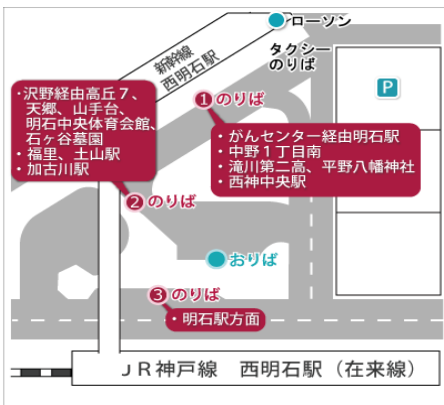 ローソン
タクシー
のりば
新幹線
西明石駅
P
・沢野経由高丘７、
天郷、山手台、
明石中央体育会館、
石ヶ谷墓園
・福里、土山駅
・加古川駅
1 のりば
・がんセンター経由明石駅
・中野１丁目南
・滝川第二高、平野八幡神社
・西神中央駅
2 のりば
おりば
3 のりば
・明石駅方面
ＪＲ神戸線　西明石駅（在来線）